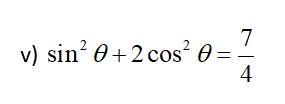 v) sin² θ + 2 cos² θ = 7/4